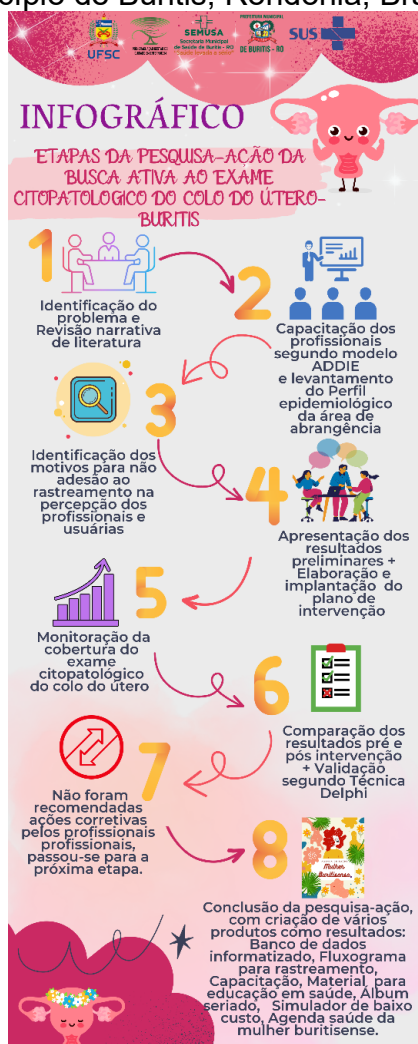 cípio de Buritis, Rondônia, Bra
UFSC
SEMUSA
Secretaria Municipal
de Saúde de Buritis - RO
PREFEITURA MUNICIPAL
DE BURITIS - RO
SUS
INFOGRÁFICO
ETAPAS DA PESQUISA-AÇÃO DA
BUSCA ATIVA AO EXAME
CITOPATOLOGICO DO COLO DO ÚTERO-
BURITIS
1
Identificação do
problema e
Revisão narrativa
de literatura
2
Capacitação dos
profissionais
segundo modelo
ADDIE
e levantamento
do Perfil
epidemiológico
da área de
abrangência
3
Identificação dos
motivos para não
adesão ao
rastreamento na
percepção dos
profissionais e
usuárias
4
Apresentação dos
resultados
preliminares +
Elaboração e
implantação do
plano de
intervenção
5
Monitoração da
cobertura do
exame
citopatológico
do colo do útero
6
Comparação dos
resultados pré e
pós intervenção
+ Validação
segundo Técnica
Delphi
7
Não foram
recomendadas
ações corretivas
pelos profissionais
profissionais,
passou-se para a
próxima etapa.
8
Mulher
Buritisense
Conclusão da pesquisa-ação,
com criação de vários
produtos como resultados:
Banco de dados
informatizado, Fluxograma
para rastreamento,
Capacitação, Material para
educação em saúde, Álbum
seriado, Simulador de baixo
custo, Agenda saúde da
mulher buritisense.